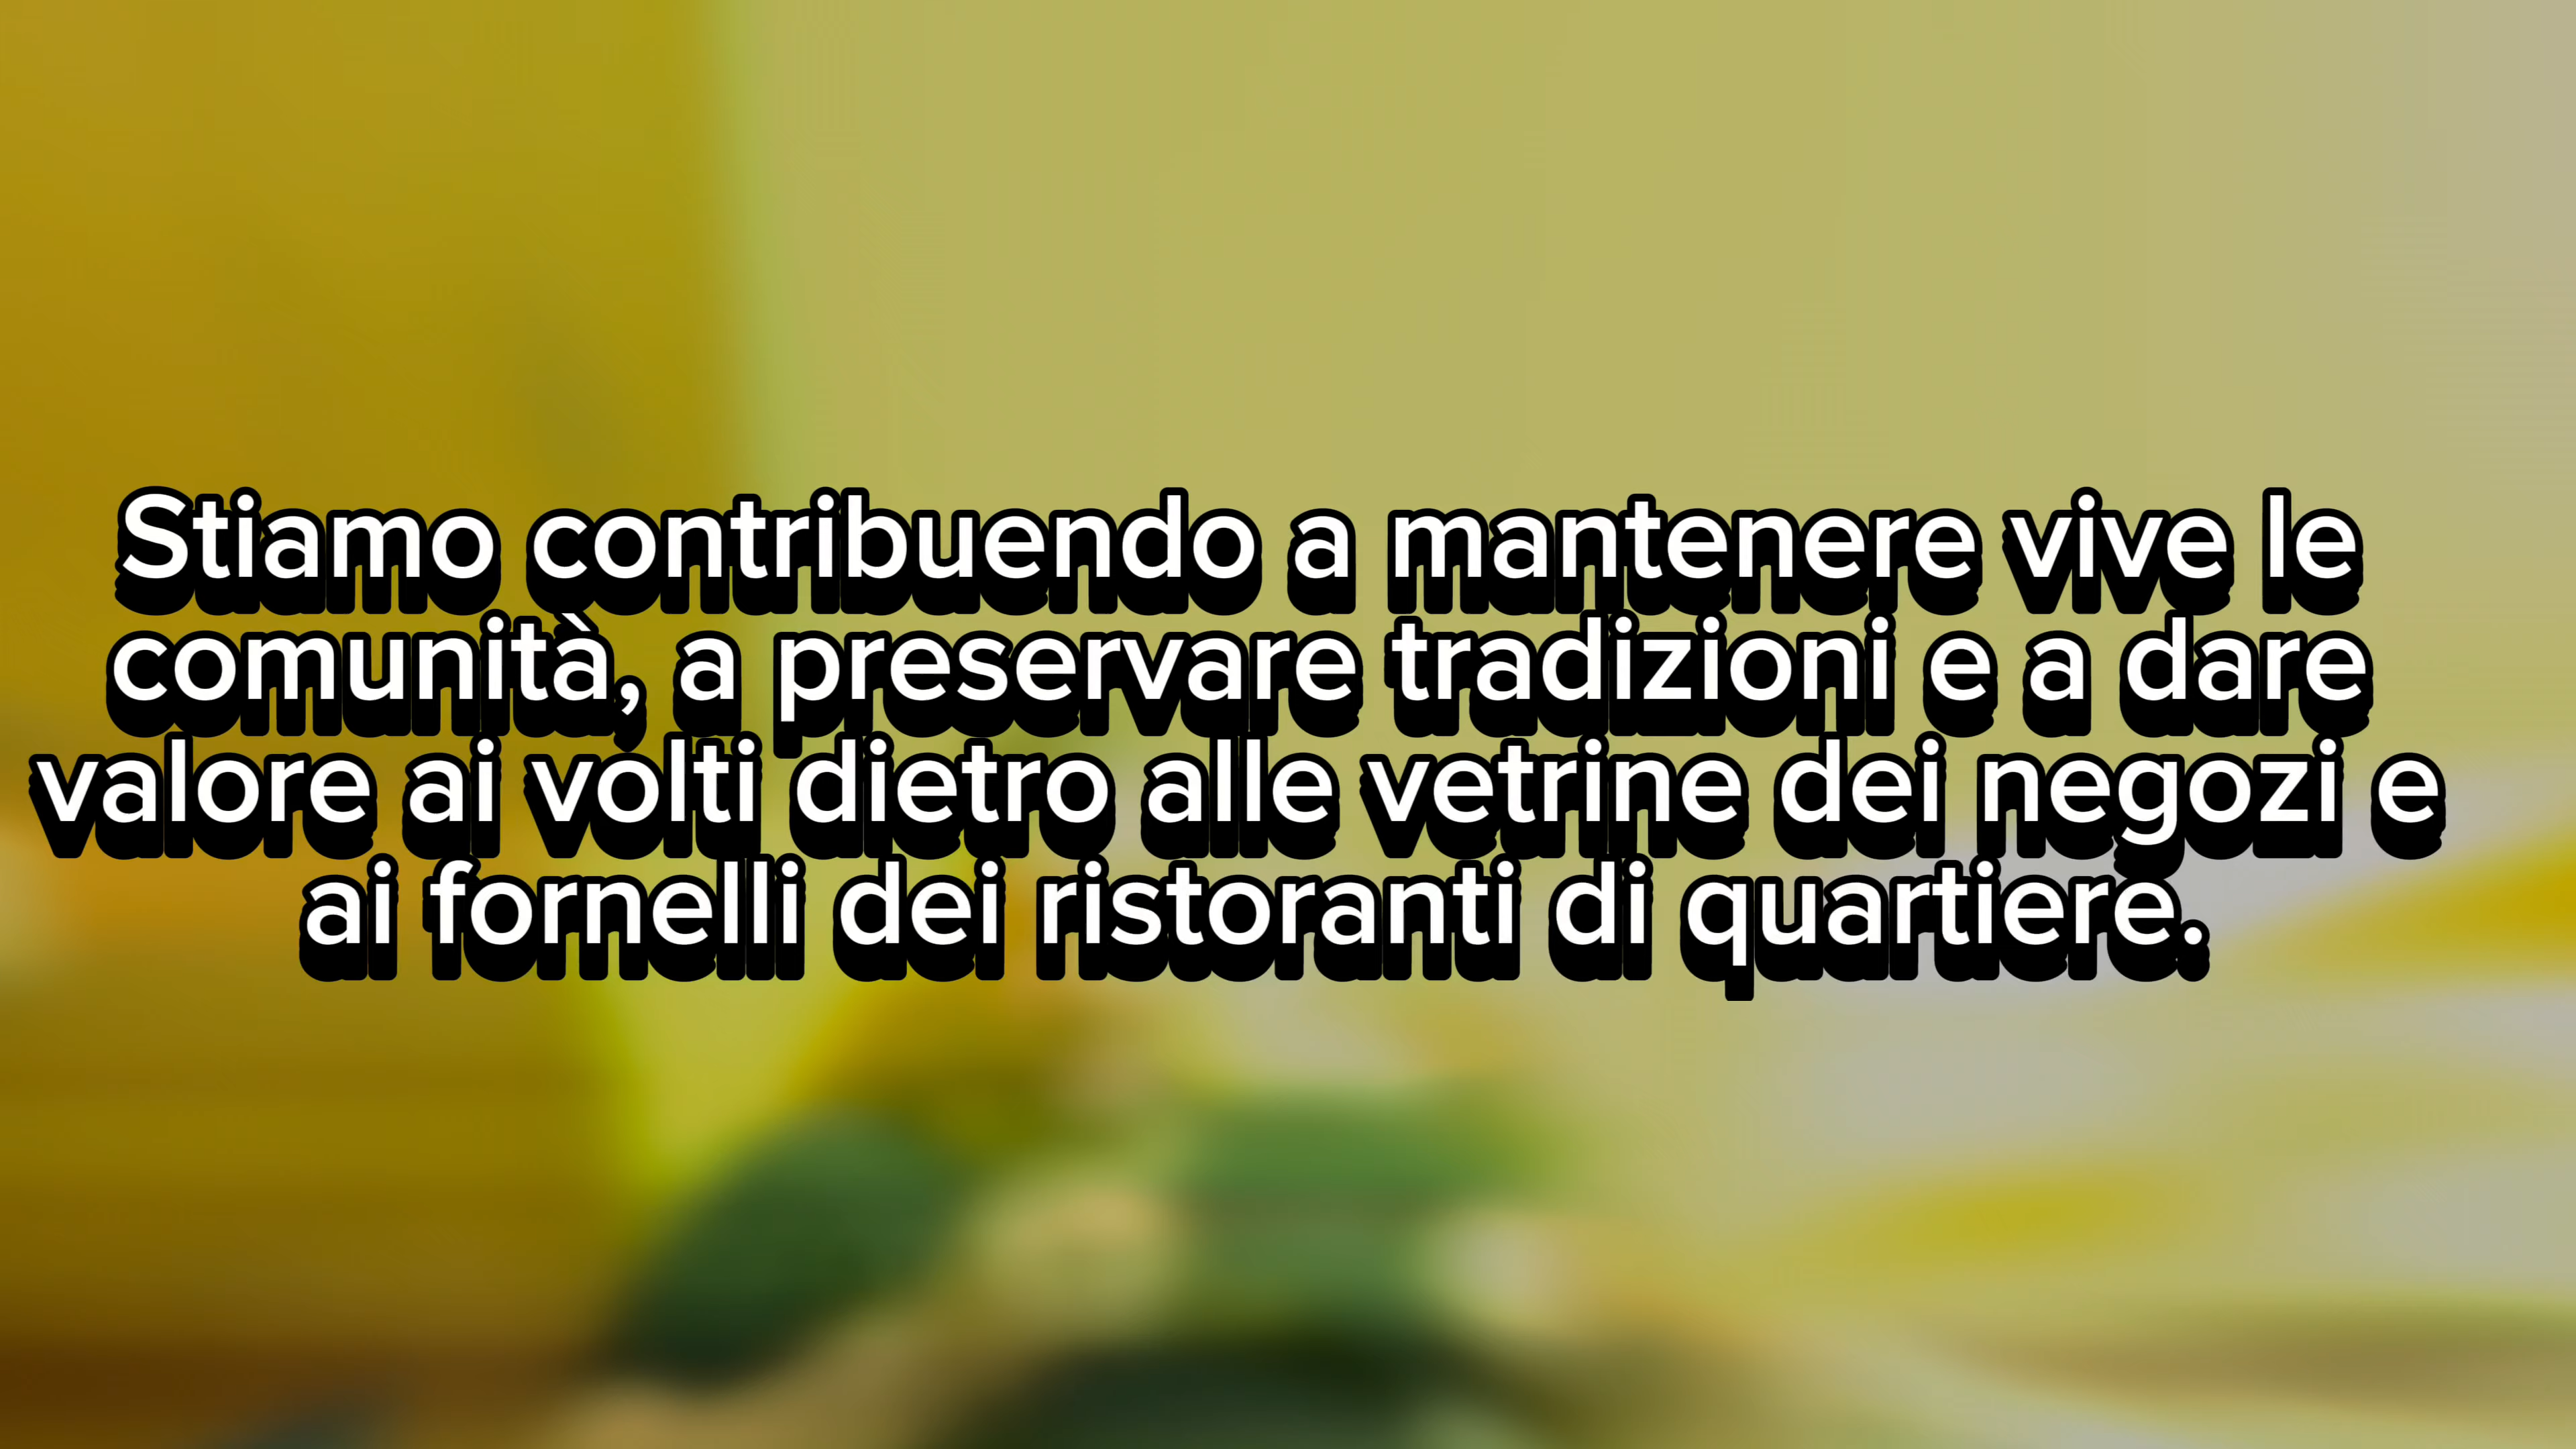 Stiamo contribuendo a mantenere vive le
comunità, a preservare tradizioni e a dare
valore ai volti dietro alle vetrine dei negozi e
ai fornelli dei ristoranti di quartiere.